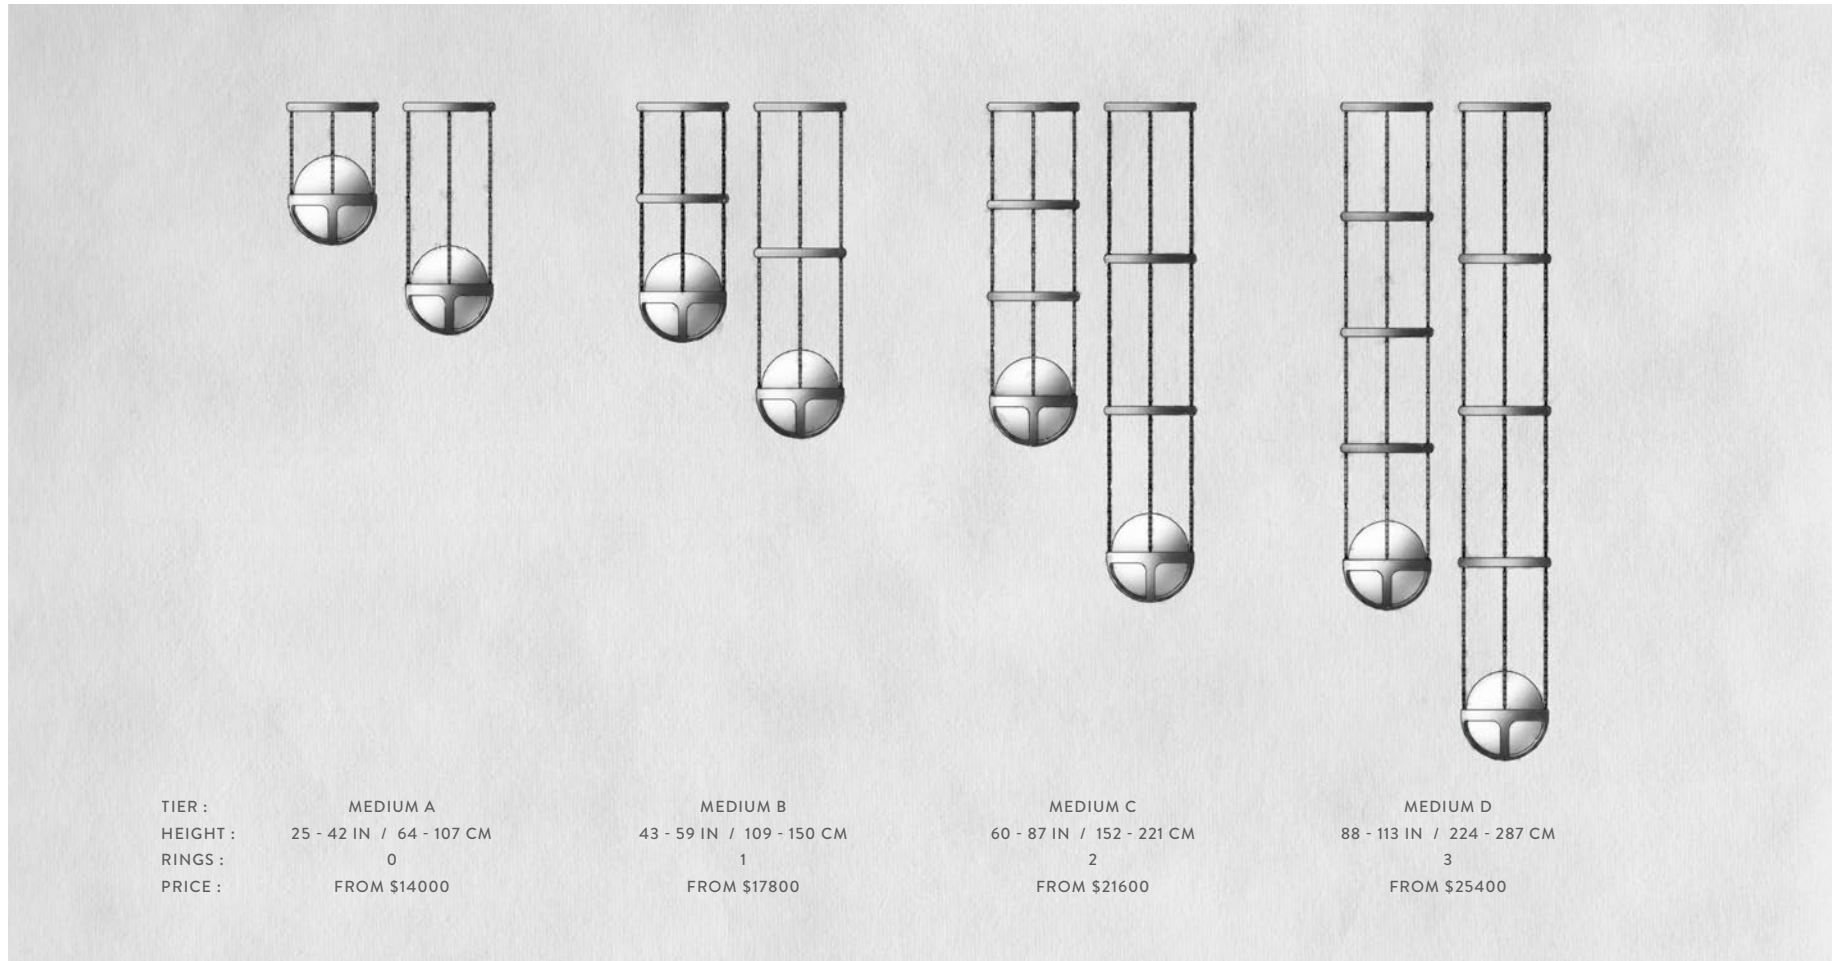 TIER : MEDIUM A MEDIUM B MEDIUM C MEDIUM D
HEIGHT : 25 - 42 IN / 64 - 107 CM 43 - 59 IN / 109 - 150 CM 60 - 87 IN / 152 - 221 CM 88 - 113 IN / 224 - 287 CM
RINGS : 0 1 2 3
PRICE : FROM $14000 FROM $17800 FROM $21600 FROM $25400